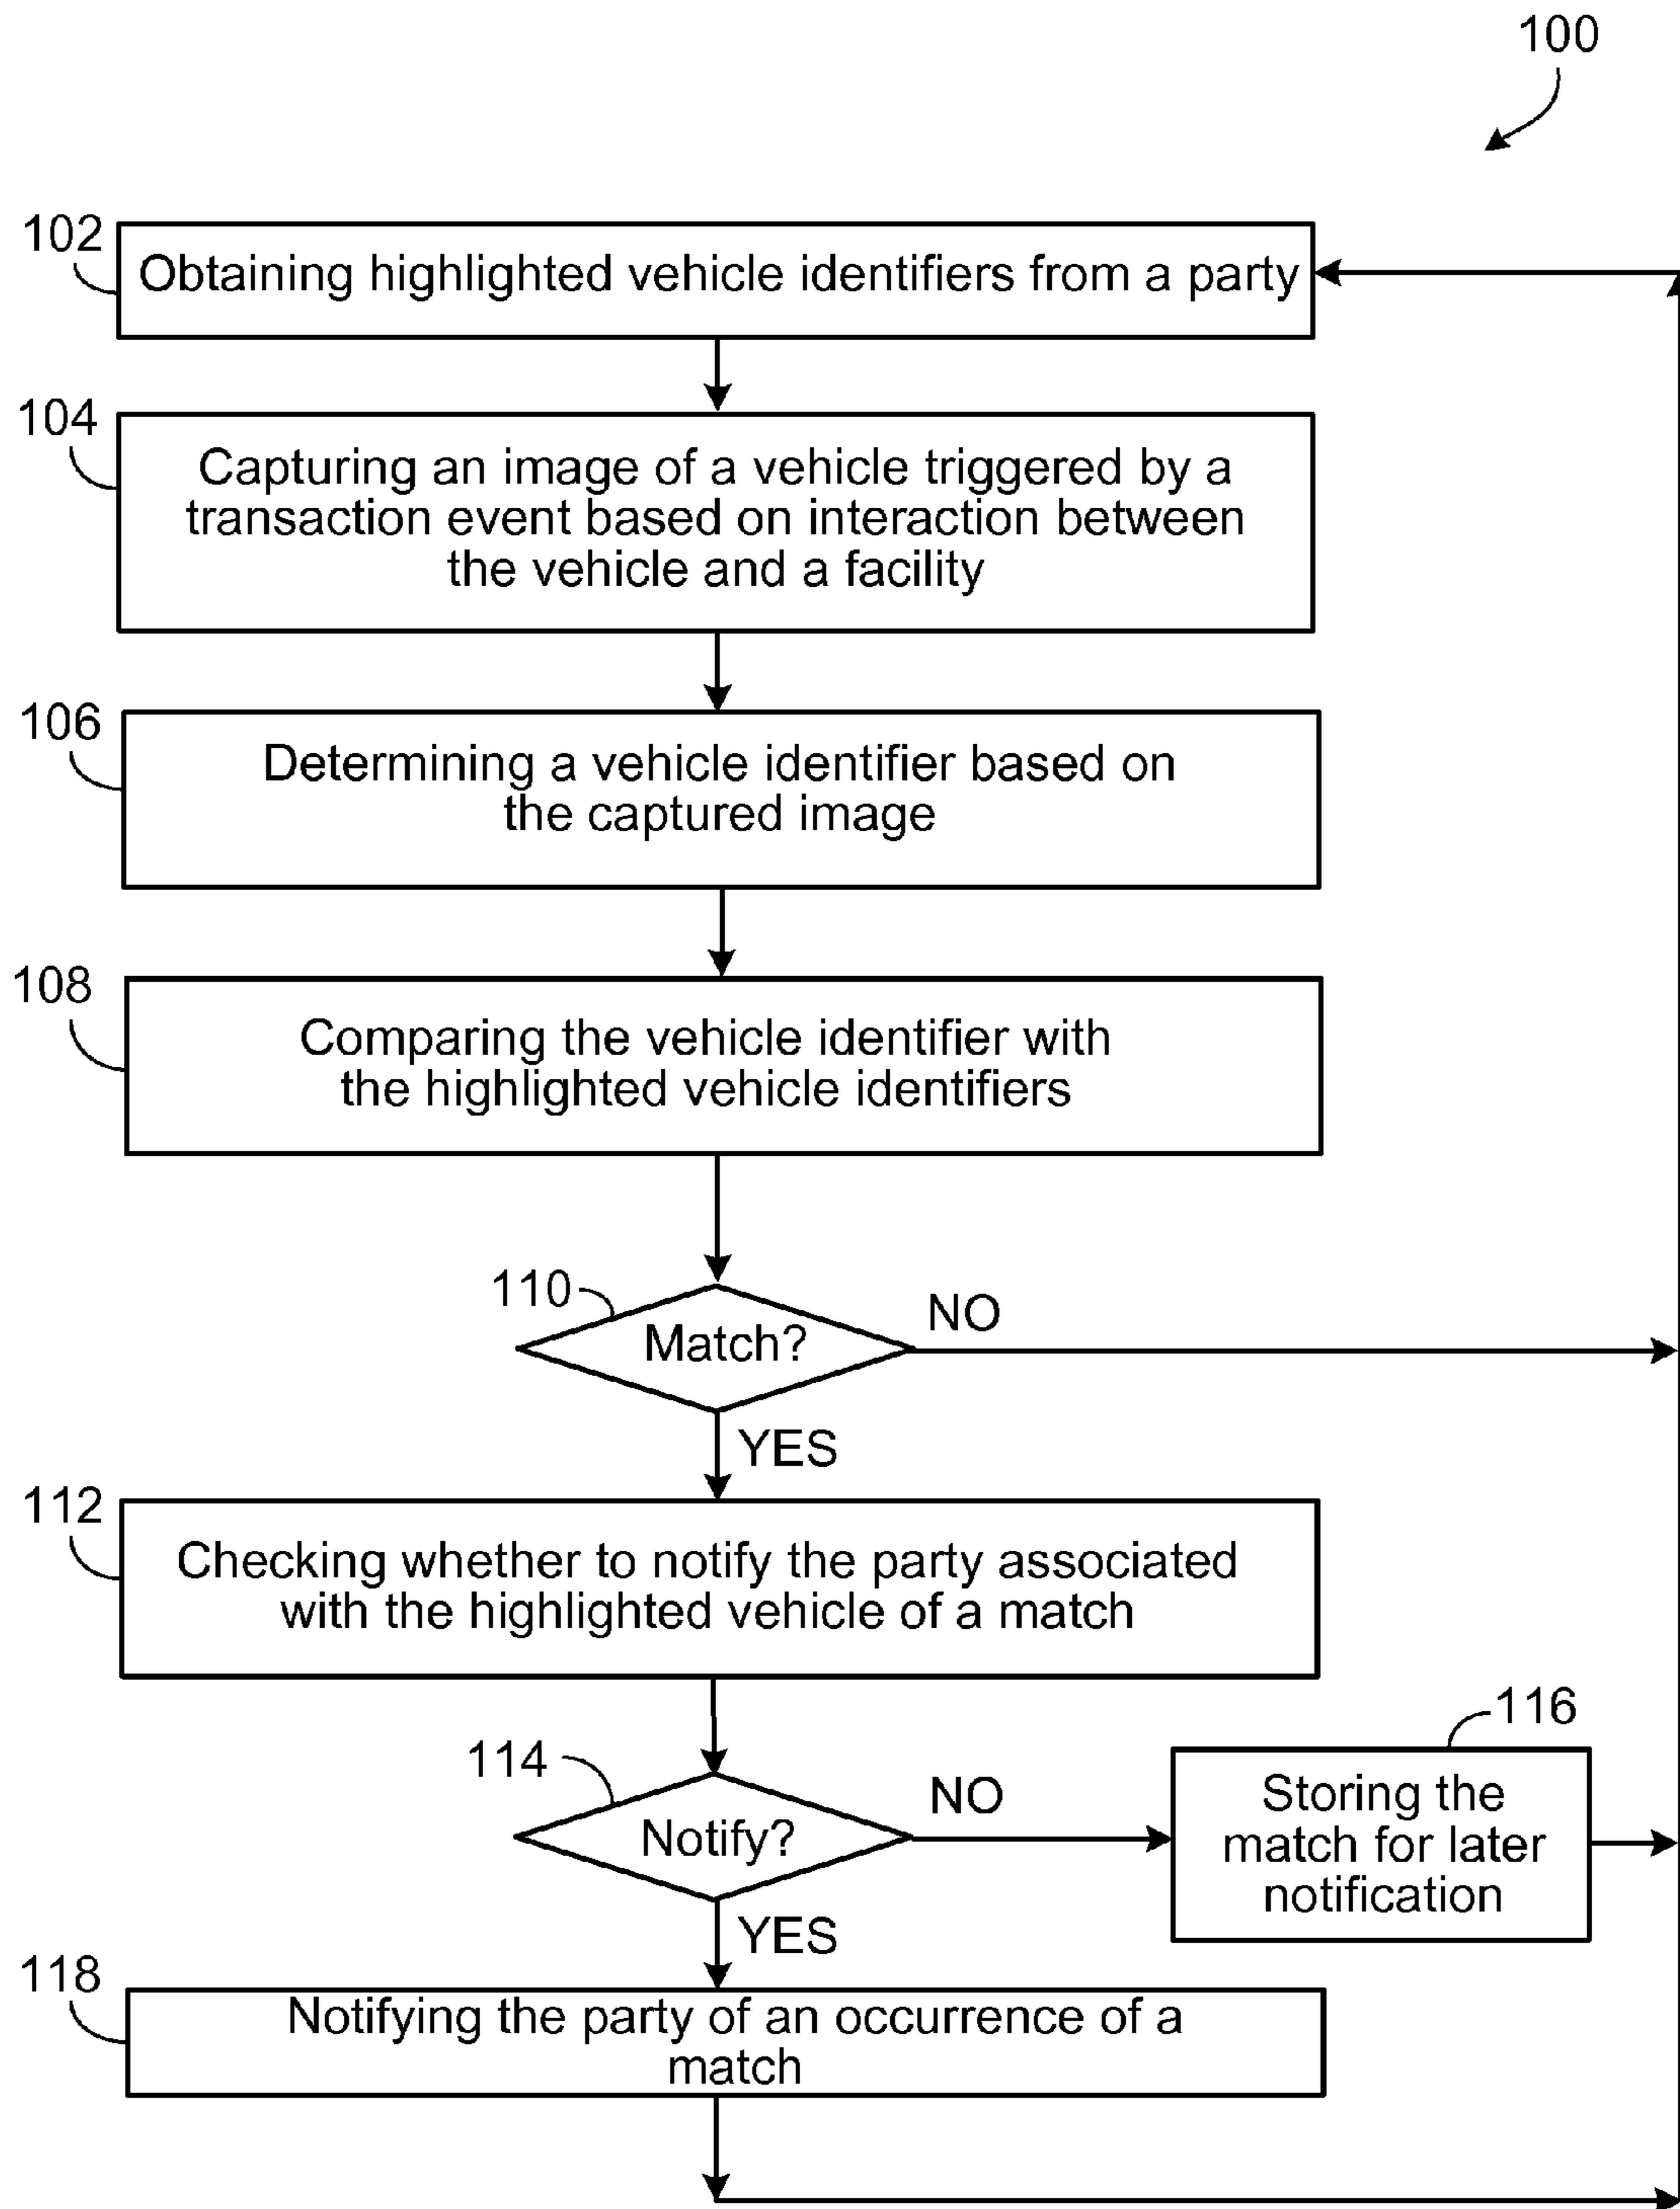 100
102
Obtaining highlighted vehicle identifiers from a party
104
Capturing an image of a vehicle triggered by a
transaction event based on interaction between
the vehicle and a facility
106
Determining a vehicle identifier based on
the captured image
108
Comparing the vehicle identifier with
the highlighted vehicle identifiers
110
Match?
NO
YES
112
Checking whether to notify the party associated
with the highlighted vehicle of a match
114
Notify?
NO
116
Storing the
match for later
notification
YES
118
Notifying the party of an occurrence of a
match